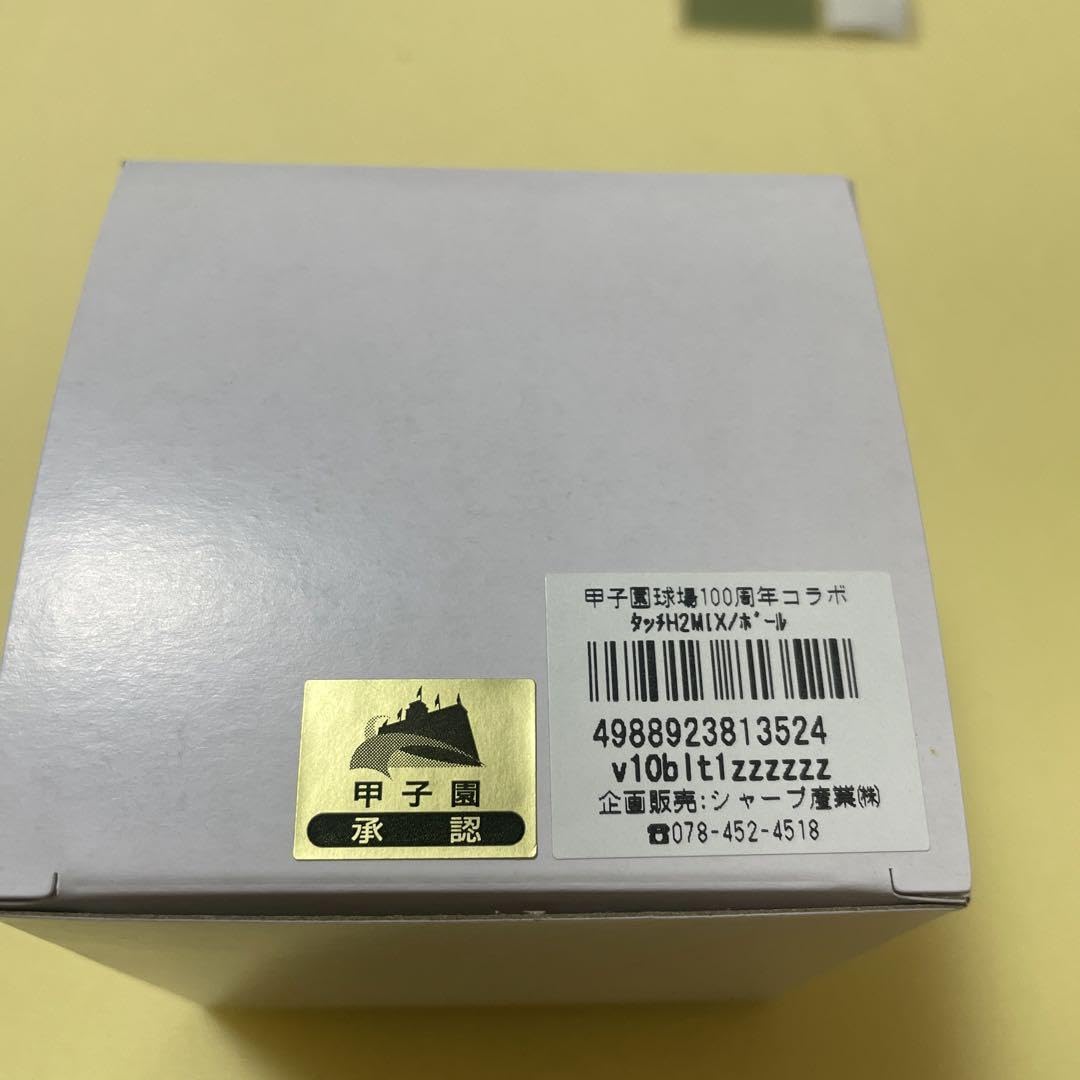 甲子園球場100周年コラボ
ﾀｯﾁH2MIX/ﾎﾞｰﾙ
4988923813524
v10blt1zzzzzz
企画販売:シャープ産業㈱
☎078-452-4518
甲子園
承認